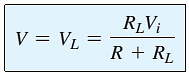 V = V_L = \frac{R_L V_i}{R + R_L}